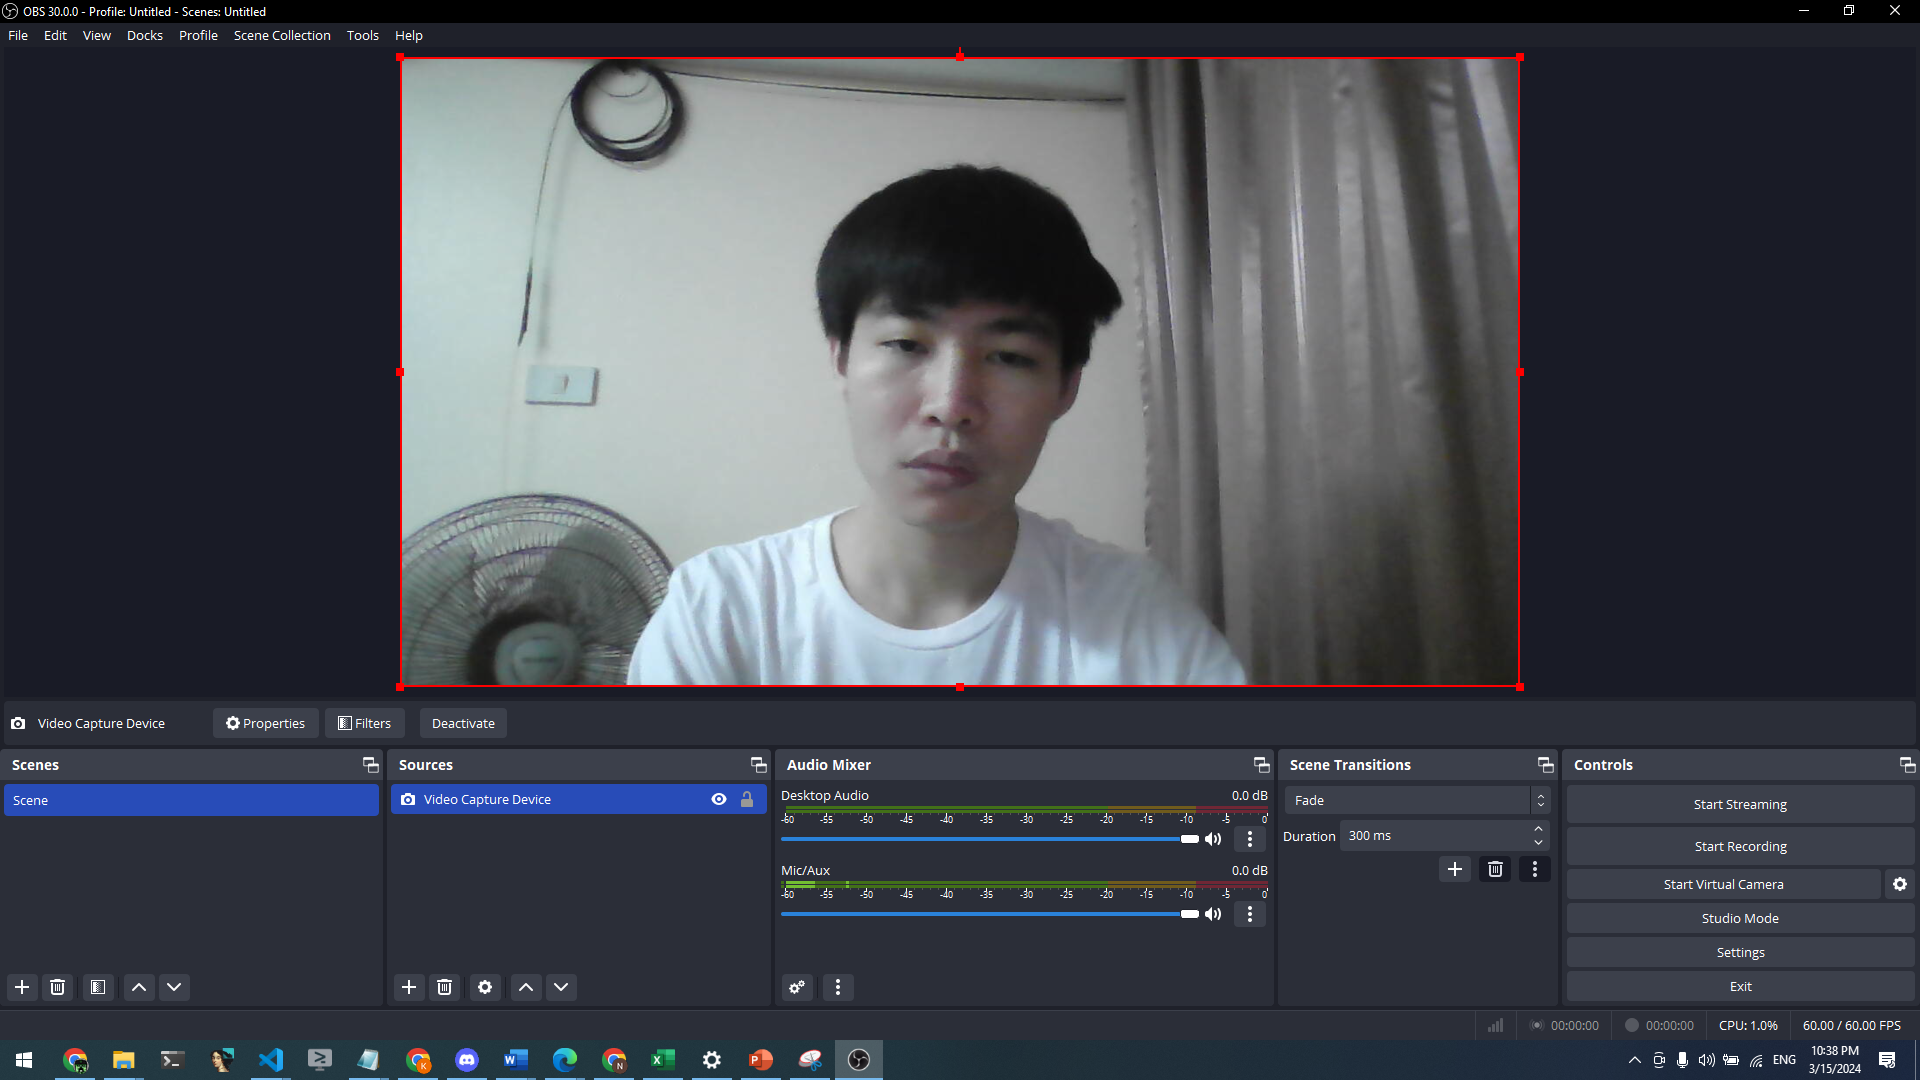 OBS 30.0.0 - Profile: Untitled - Scenes: Untitled
File Edit View Docks Profile Scene Collection Tools Help
Video Capture Device Properties Filters Deactivate
Scenes
Scene
Sources
Video Capture Device
Audio Mixer
Desktop Audio 0.0 dB
-60 -55 -50 -45 -40 -35 -30 -25 -20 -15 -10 -5 0
Mic/Aux 0.0 dB
-60 -55 -50 -45 -40 -35 -30 -25 -20 -15 -10 -5 0
Scene Transitions
Fade
Duration 300 ms
Controls
Start Streaming
Start Recording
Start Virtual Camera
Studio Mode
Settings
Exit
00:00:00 00:00:00 CPU: 1.0% 60.00 / 60.00 FPS
ENG
10:38 PM
3/15/2024